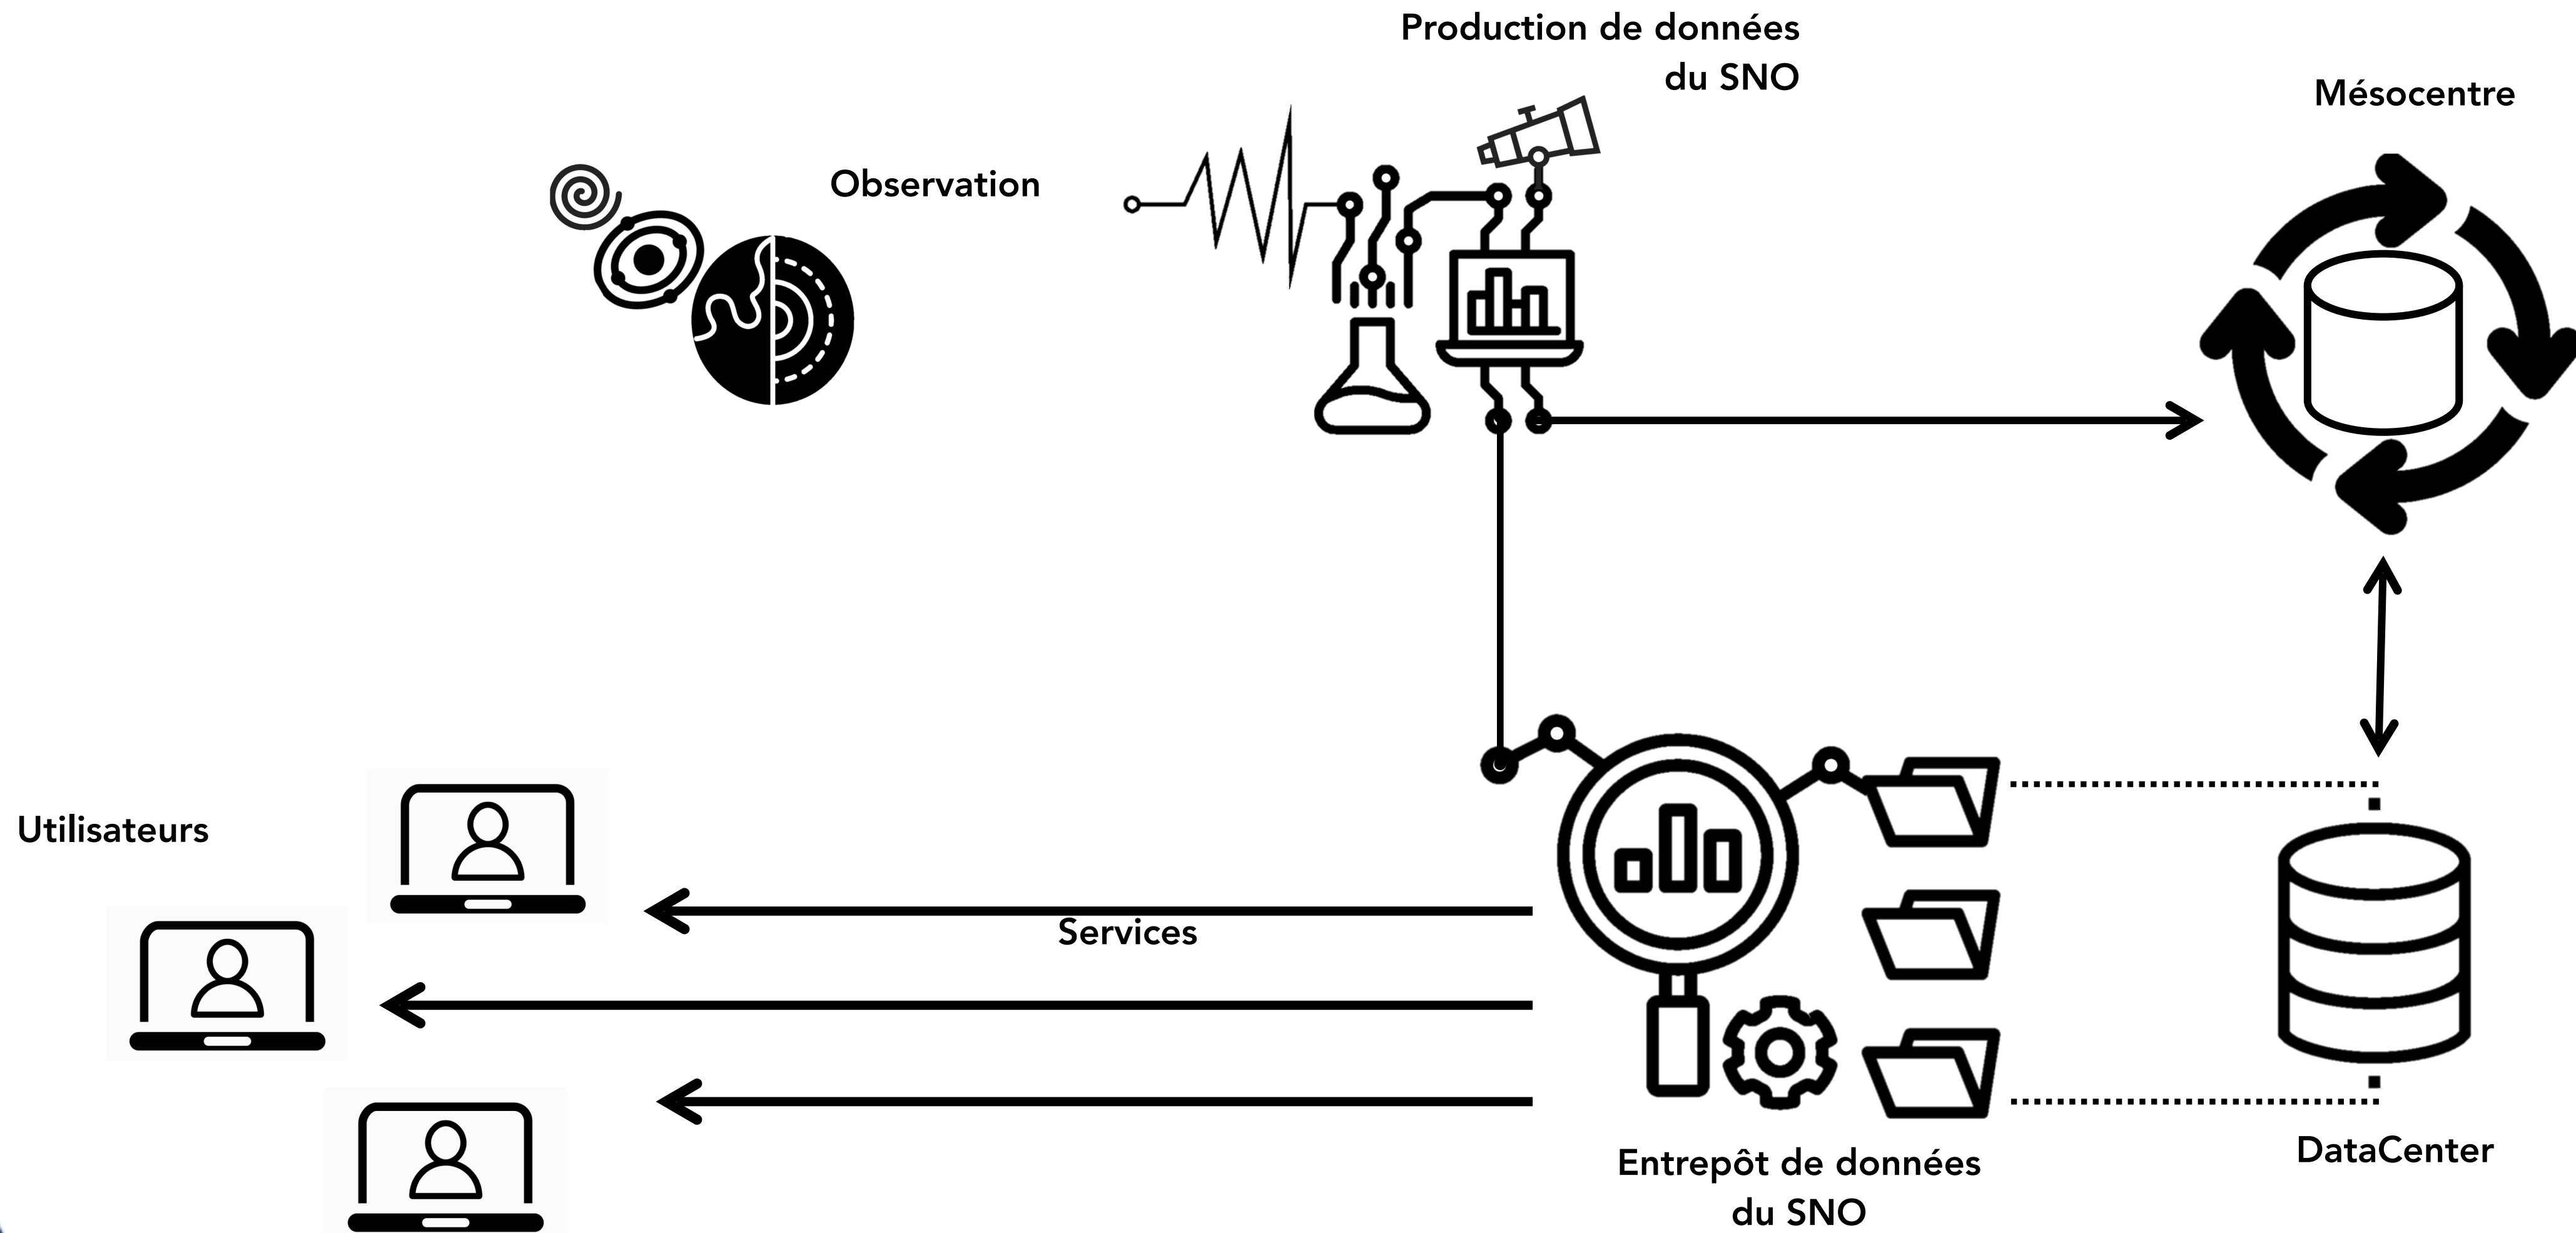 Production de données
du SNO
Mésocentre
Observation
Utilisateurs
Services
Entrepôt de données
du SNO
DataCenter